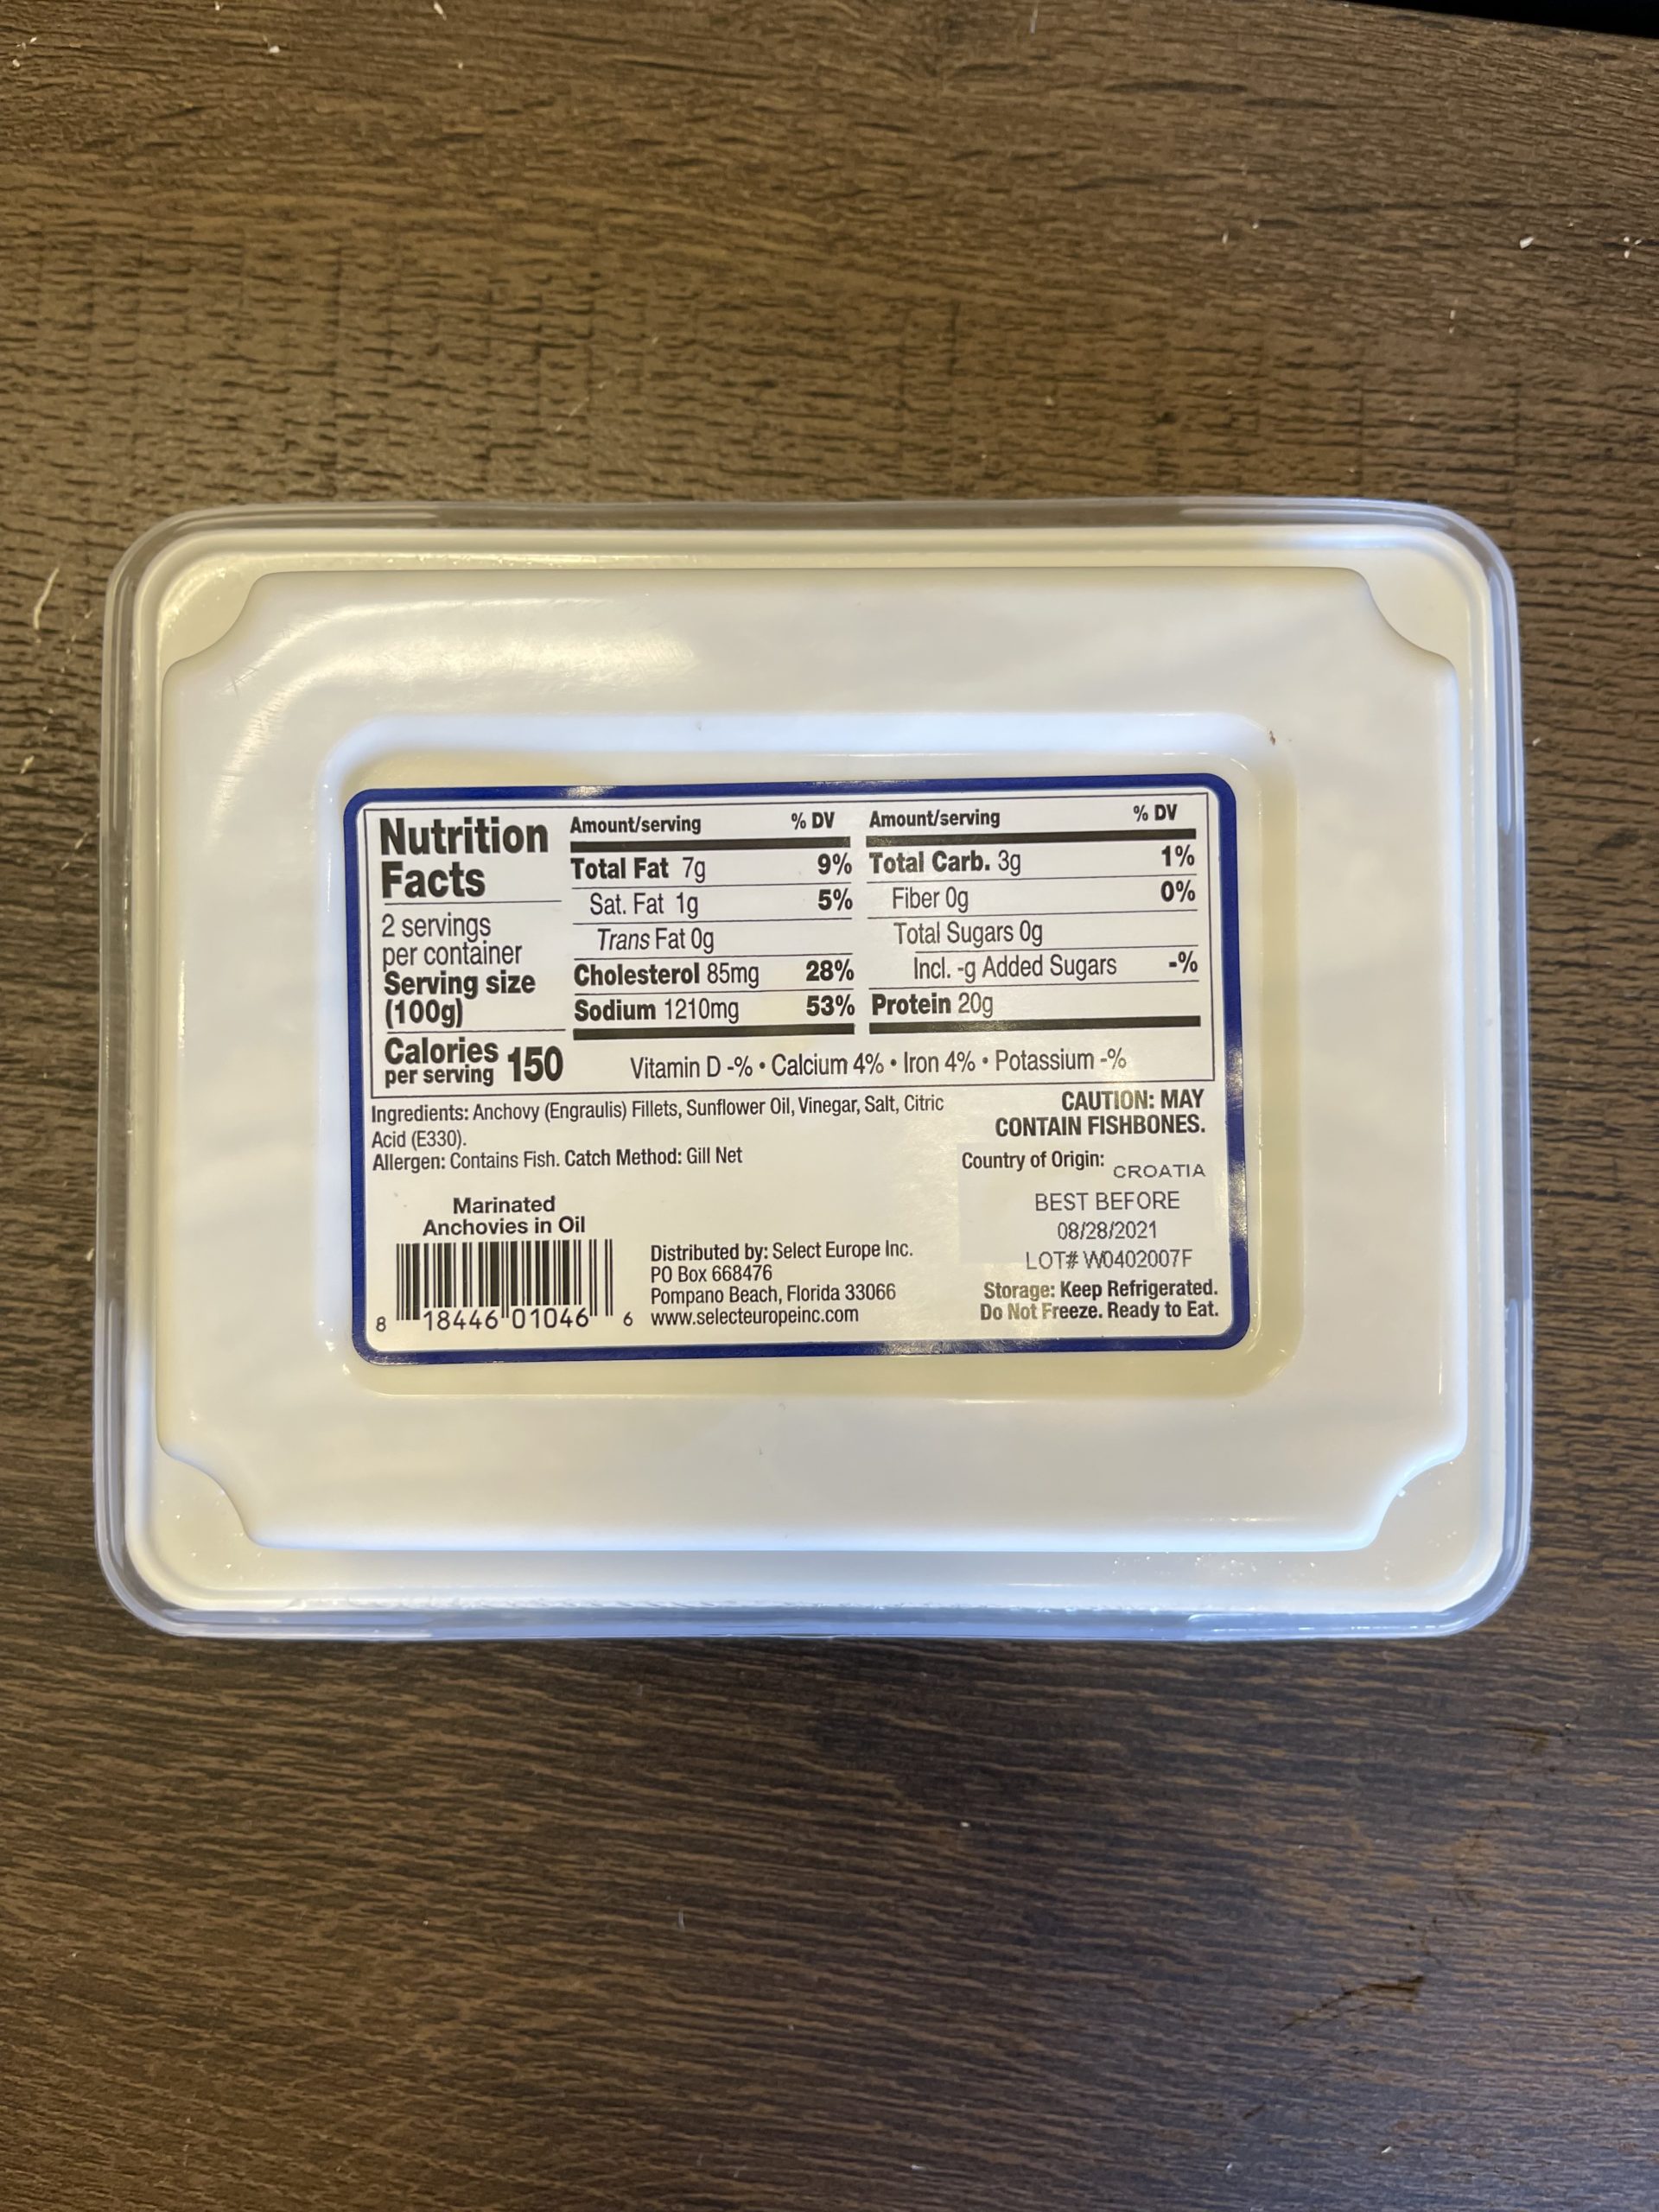 Nutrition
Facts
2 servings
per container
Serving size
(100g)
Calories
per serving 150
Amount/serving % DV
Total Fat 7g 9%
Sat. Fat 1g 5%
Trans Fat 0g
Cholesterol 85mg 28%
Sodium 1210mg 53%
Amount/serving % DV
Total Carb. 3g 1%
Fiber 0g 0%
Total Sugars 0g
Incl. -g Added Sugars -%
Protein 20g
Vitamin D -% • Calcium 4% • Iron 4% • Potassium -%
Ingredients: Anchovy (Engraulis) Fillets, Sunflower Oil, Vinegar, Salt, Citric
Acid (E330).
Allergen: Contains Fish. Catch Method: Gill Net
CAUTION: MAY
CONTAIN FISHBONES.
Country of Origin: CROATIA
BEST BEFORE
08/28/2021
LOT# W0402007F
Storage: Keep Refrigerated.
Do Not Freeze. Ready to Eat.
Marinated
Anchovies in Oil
8 18446 01046 6
Distributed by: Select Europe Inc.
PO Box 668476
Pompano Beach, Florida 33066
www.selecteuropeinc.com